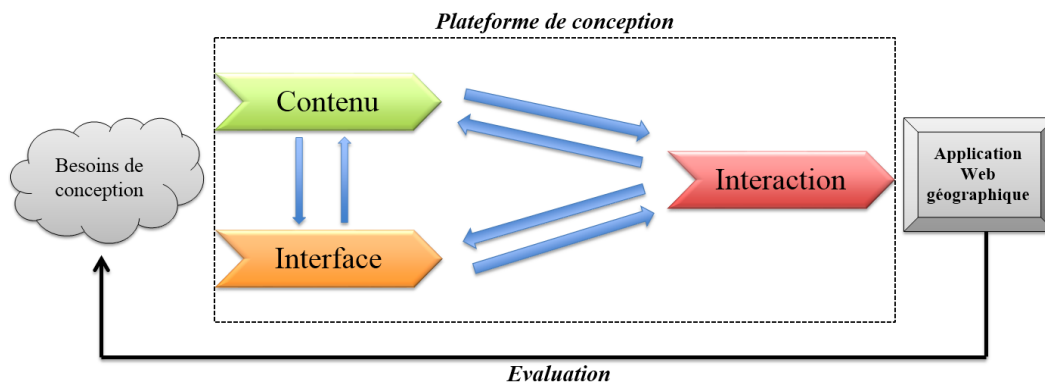 Plateforme de conception
Contenu
Besoins de
conception
Interaction
Application
Web
géographique
Interface
Evaluation